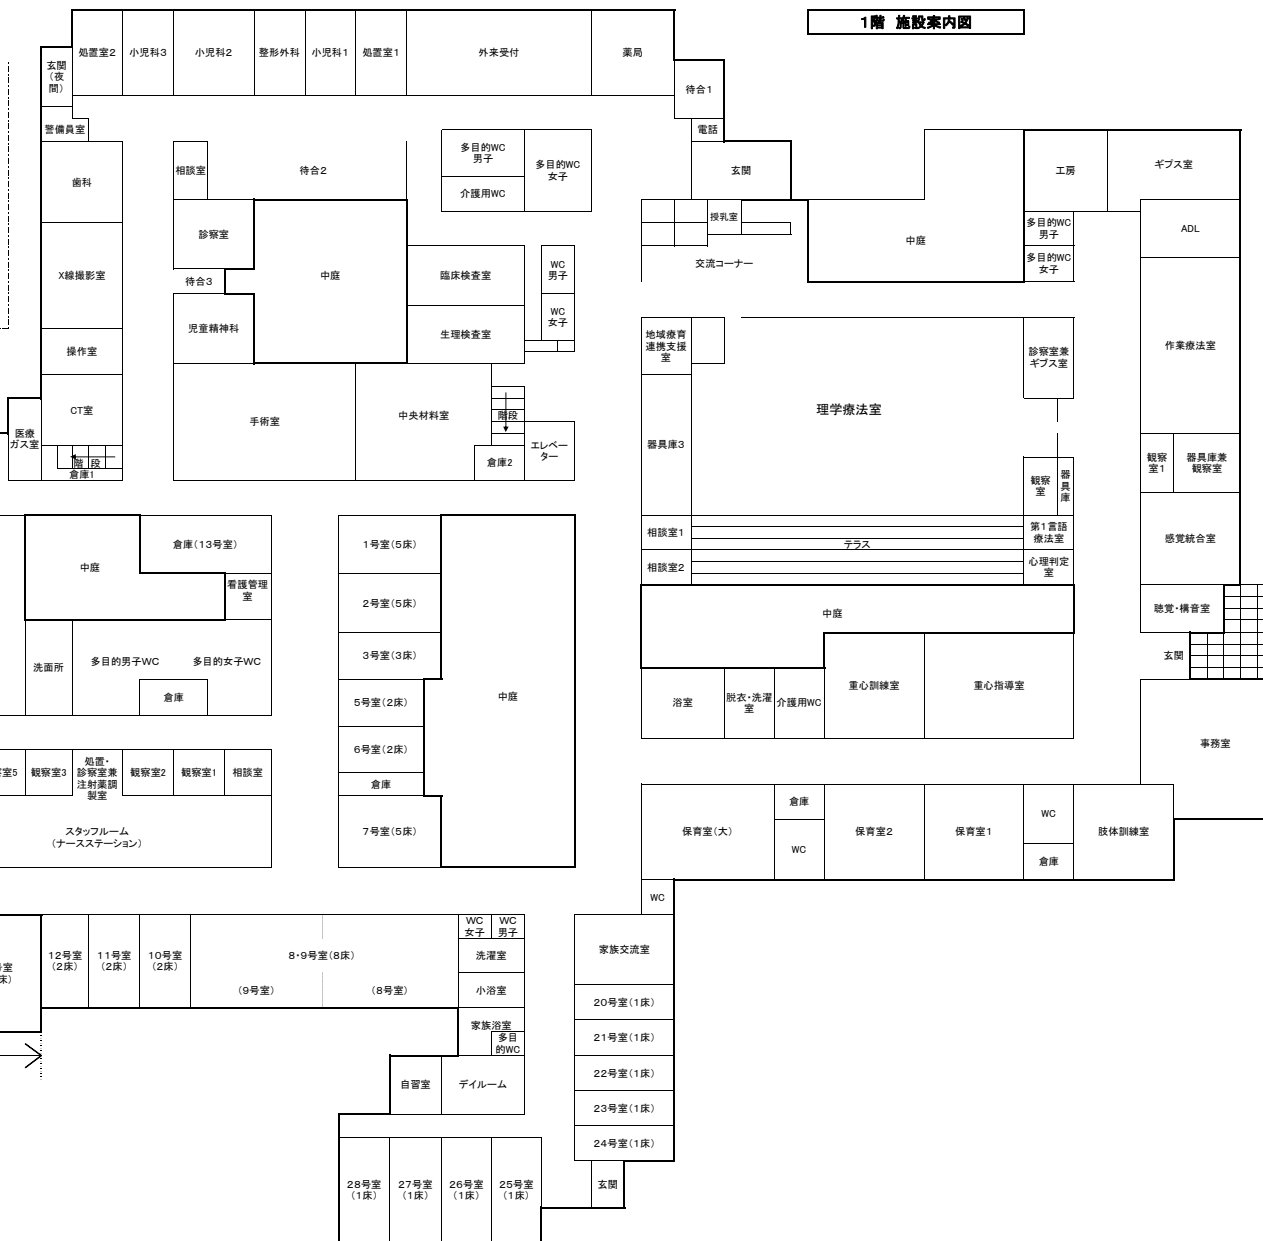 1階 施設案内図
処置室2
小児科3
小児科2
整形外科
小児科1
処置室1
外来受付
薬局
玄関
（夜
間）
待合1
警備員室
電話
歯科
相談室
待合2
多目的WC
男子
多目的WC
女子
介護用WC
玄関
工房
ギプス室
授乳室
交流コーナー
中庭
多目的WC
男子
多目的WC
女子
ADL
診察室
中庭
待合3
児童精神科
臨床検査室
生理検査室
WC
男子
WC
女子
X線撮影室
操作室
CT室
医療
ガス室
階 段
倉庫1
手術室
中央材料室
階段
倉庫2
エレベー
ター
地域療育
連携支援
室
器具庫3
理学療法室
診察室兼
ギプス室
作業療法室
観察
室1
器具庫兼
観察室
観察
室
器
具
庫
相談室1
相談室2
テラス
第1言語
療法室
心理判定
室
感覚統合室
中庭
倉庫(13号室)
看護管理
室
1号室(5床)
2号室(5床)
3号室(3床)
5号室(2床)
6号室(2床)
倉庫
7号室(5床)
中庭
中庭
聴覚・構音室
玄関
洗面所
多目的男子WC
多目的女子WC
倉庫
浴室
脱衣・洗濯
室
介護用WC
重心訓練室
重心指導室
事務室
室5
観察室3
処置・
診察室兼
注射薬調
製室
観察室2
観察室1
相談室
スタッフルーム
(ナースステーション)
保育室(大)
倉庫
WC
保育室2
保育室1
WC
倉庫
肢体訓練室
WC
号室
床)
12号室
(2床)
11号室
(2床)
10号室
(2床)
8・9号室(8床)
(9号室)
(8号室)
WC
女子
WC
男子
洗濯室
小浴室
家族浴室
多目
的WC
自習室
デイルーム
家族交流室
20号室(1床)
21号室(1床)
22号室(1床)
23号室(1床)
24号室(1床)
玄関
28号室
(1床)
27号室
(1床)
26号室
(1床)
25号室
(1床)